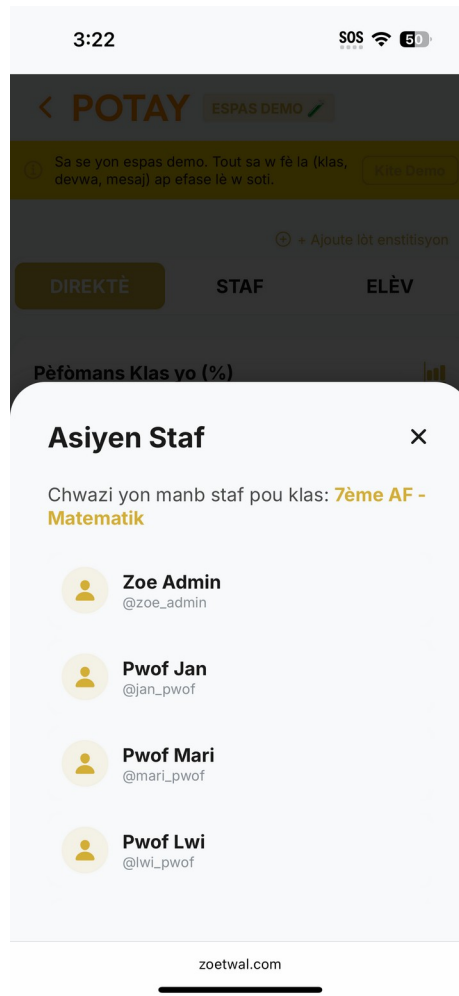 3:22
SOS
50
POTAY
ESPAS DEMO
Sa se yon espas demo. Tout sa w fè la (klas,
devwa, mesaj) ap efase lè w soti.
Kite Demo
+ Ajoute lòt enstitisyon
DIREKTÈ
STAF
ELÈV
Pèfòmans Klas yo (%)
Asiyen Staf
Chwazi yon manb staf pou klas: 7ème AF -
Matematik
Zoe Admin
@zoe_admin
Pwof Jan
@jan_pwof
Pwof Mari
@mari_pwof
Pwof Lwi
@lwi_pwof
zoetwal.com